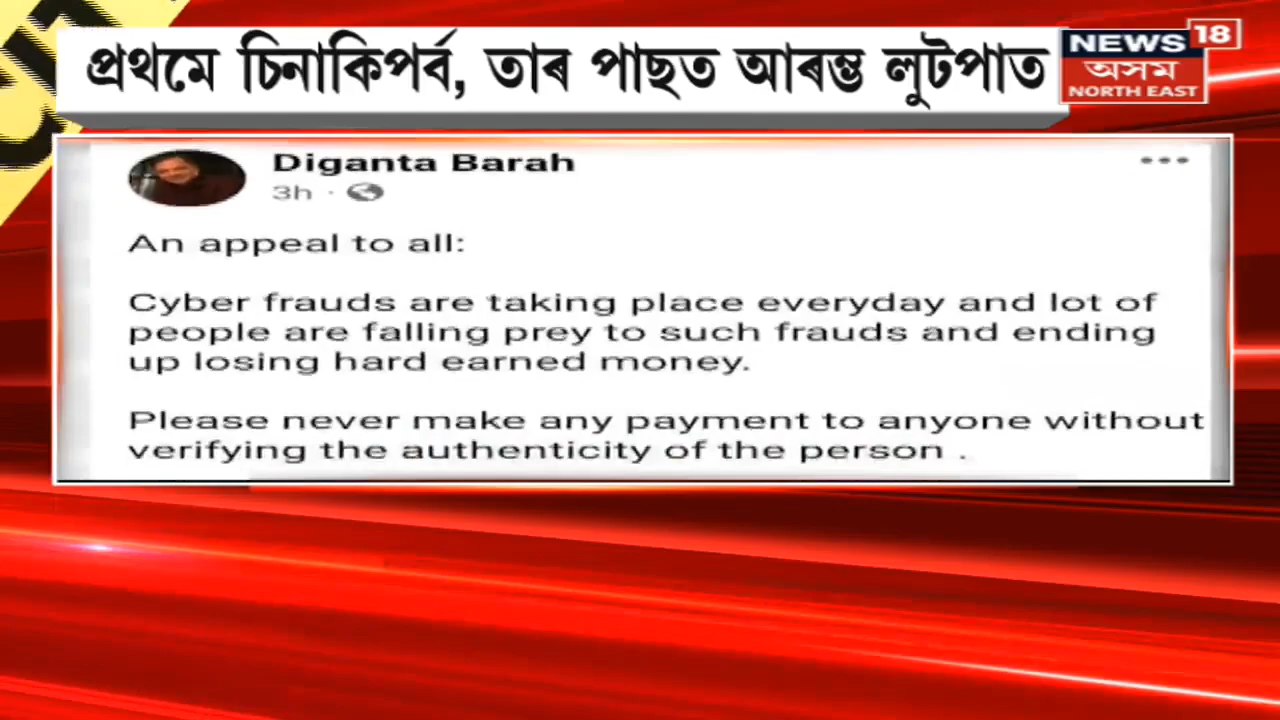 প্ৰথমে চিনাকিপৰ্ব, তাৰ পাছত আৰম্ভ লুটপাত
NEWS 18
অসম
NORTH EAST
Diganta Barah
3h ·
An appeal to all:
Cyber frauds are taking place everyday and lot of
people are falling prey to such frauds and ending
up losing hard earned money.
Please never make any payment to anyone without
verifying the authenticity of the person .